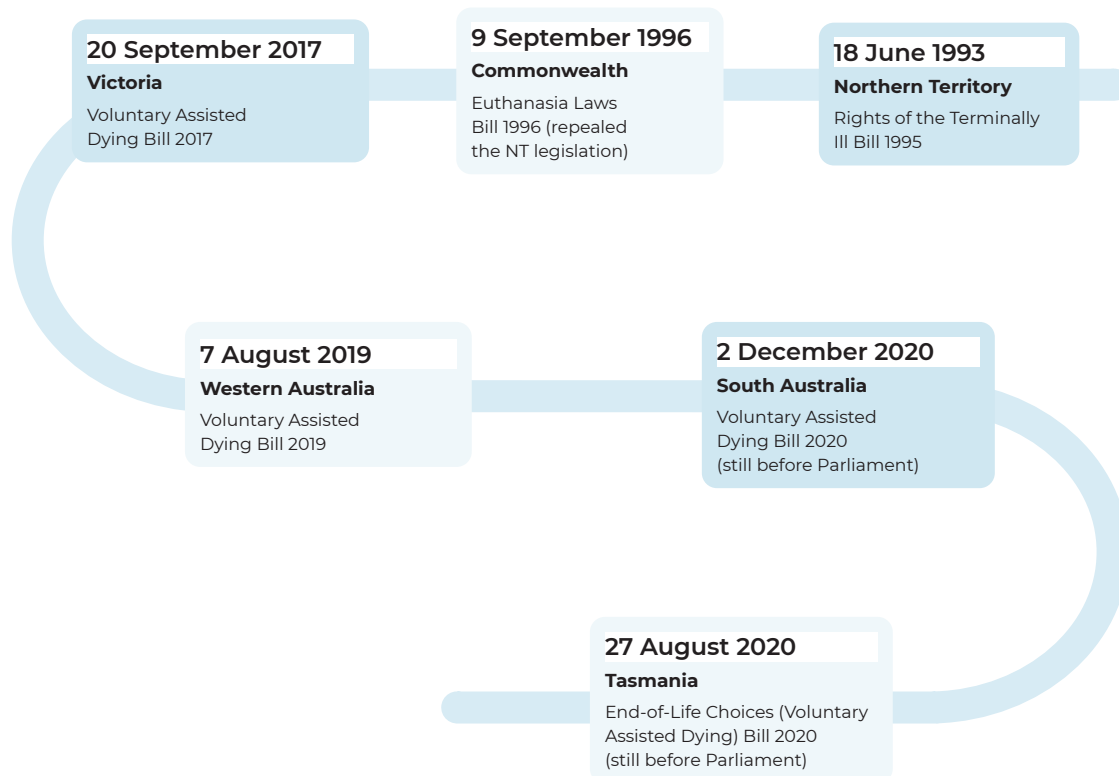 20 September 2017
Victoria
Voluntary Assisted
Dying Bill 2017
9 September 1996
Commonwealth
Euthanasia Laws
Bill 1996 (repealed
the NT legislation)
18 June 1993
Northern Territory
Rights of the Terminally
Ill Bill 1995
7 August 2019
Western Australia
Voluntary Assisted
Dying Bill 2019
2 December 2020
South Australia
Voluntary Assisted
Dying Bill 2020
(still before Parliament)
27 August 2020
Tasmania
End-of-Life Choices (Voluntary
Assisted Dying) Bill 2020
(still before Parliament)